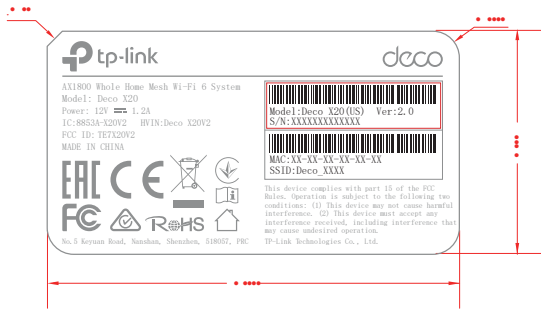 tp-link
deco
AX1800 Whole Home Mesh Wi-Fi 6 System
Model: Deco X20
Power: 12V ⎓ 1.2A
IC:8853A-X20V2 HVIN:Deco X20V2
FCC ID: TE7X20V2
MADE IN CHINA
EAC CE
FC
RoHS
No.5 Keyuan Road, Nanshan, Shenzhen, 518057, PRC
Model:Deco X20(US) Ver:2.0
S/N:XXXXXXXXXXXXX
MAC:XX-XX-XX-XX-XX-XX
SSID:Deco_XXXX
This device complies with part 15 of the FCC
Rules. Operation is subject to the following two
conditions: (1) This device may not cause harmful
interference. (2) This device must accept any
interference received, including interference that
may cause undesired operation.
TP-Link Technologies Co., Ltd.